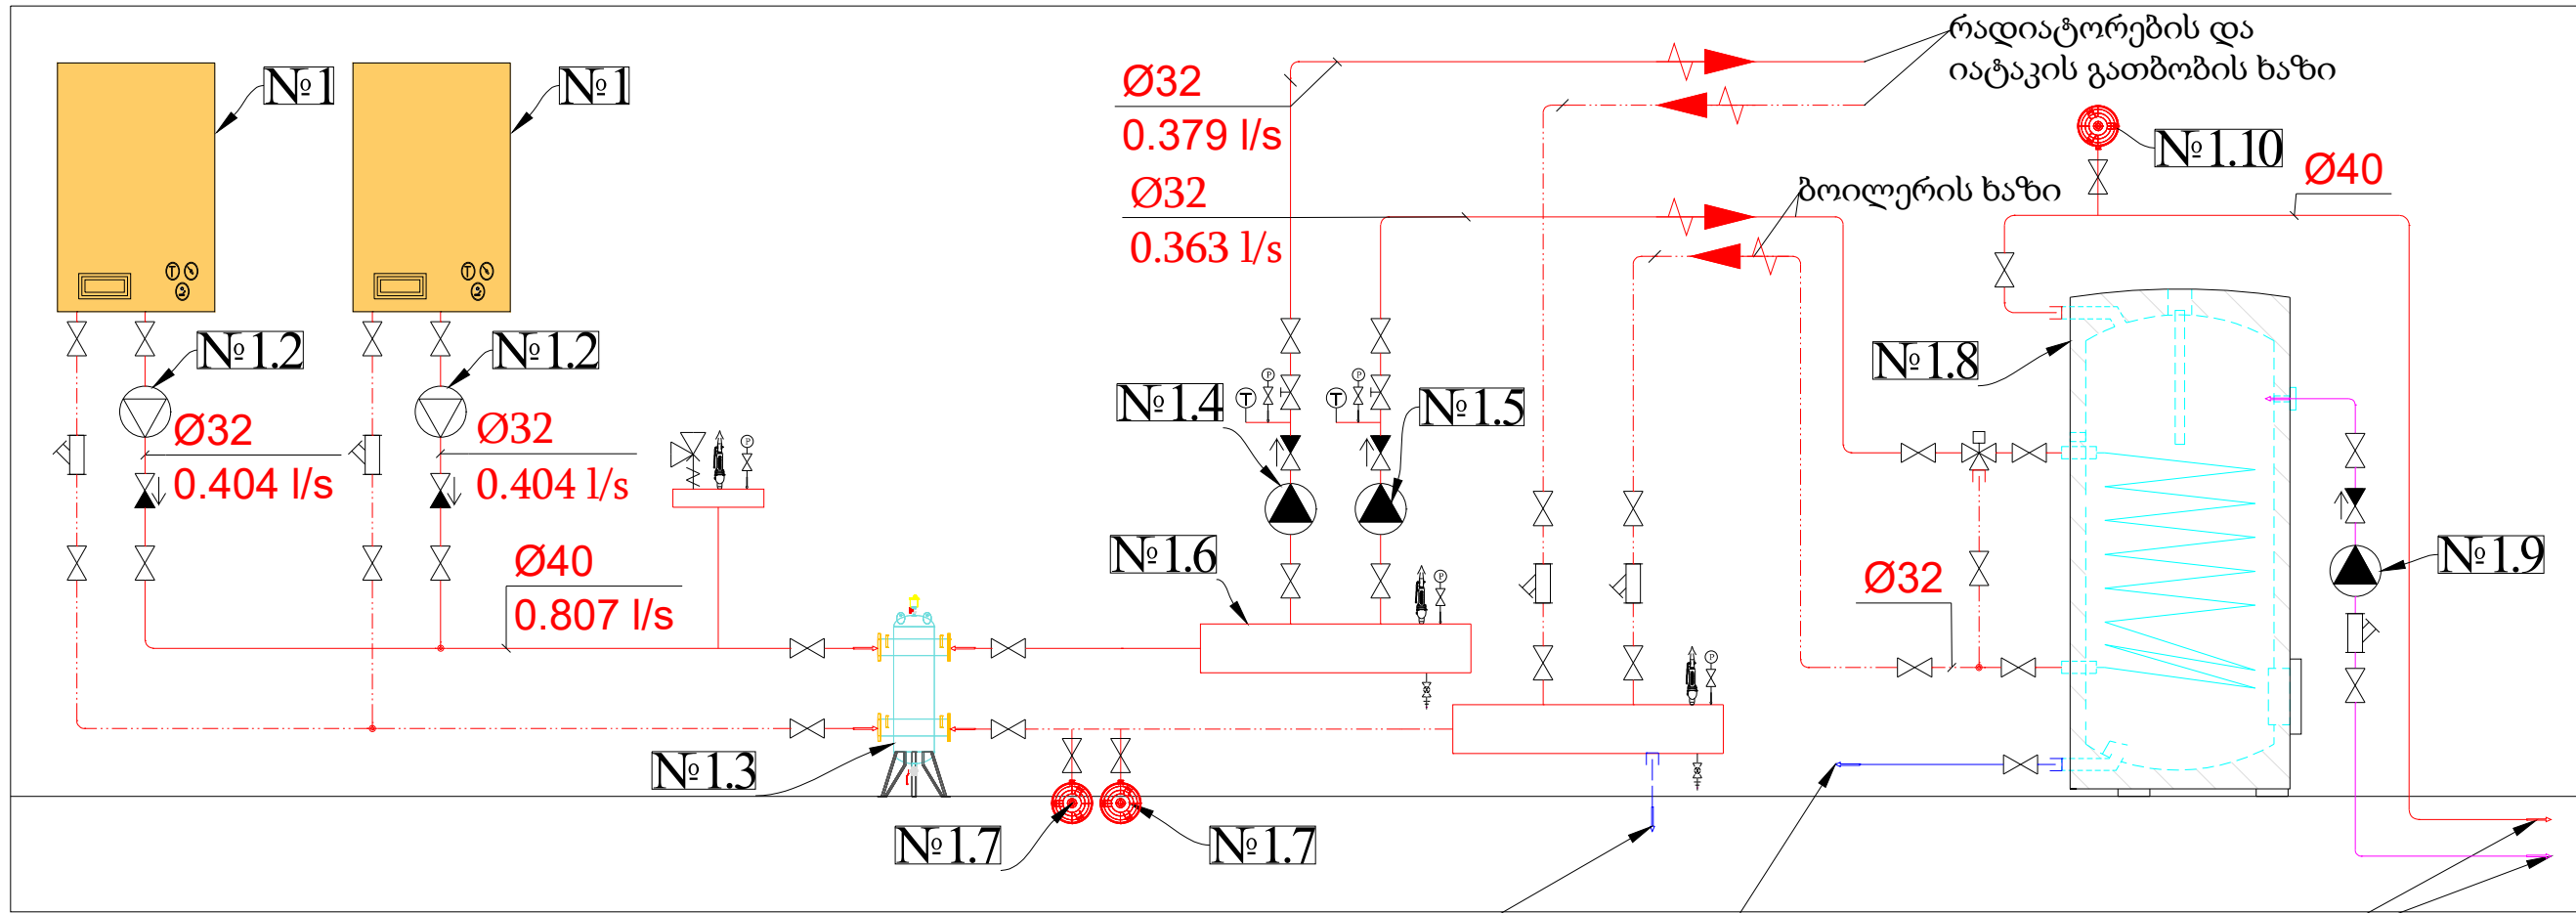 №1
№1
Ø32
0.379 l/s
რადიატორების და
იატაკის გათბობის ხაზი
№1.10
Ø40
Ø32
0.363 l/s
ბოილერის ხაზი
T
T
№1.2
№1.2
№1.8
№1.4
№1.5
T
P
T
P
Ø32
0.404 l/s
Ø32
0.404 l/s
P
№1.6
№1.9
Ø40
0.807 l/s
P
Ø32
P
№1.3
№1.7
№1.7